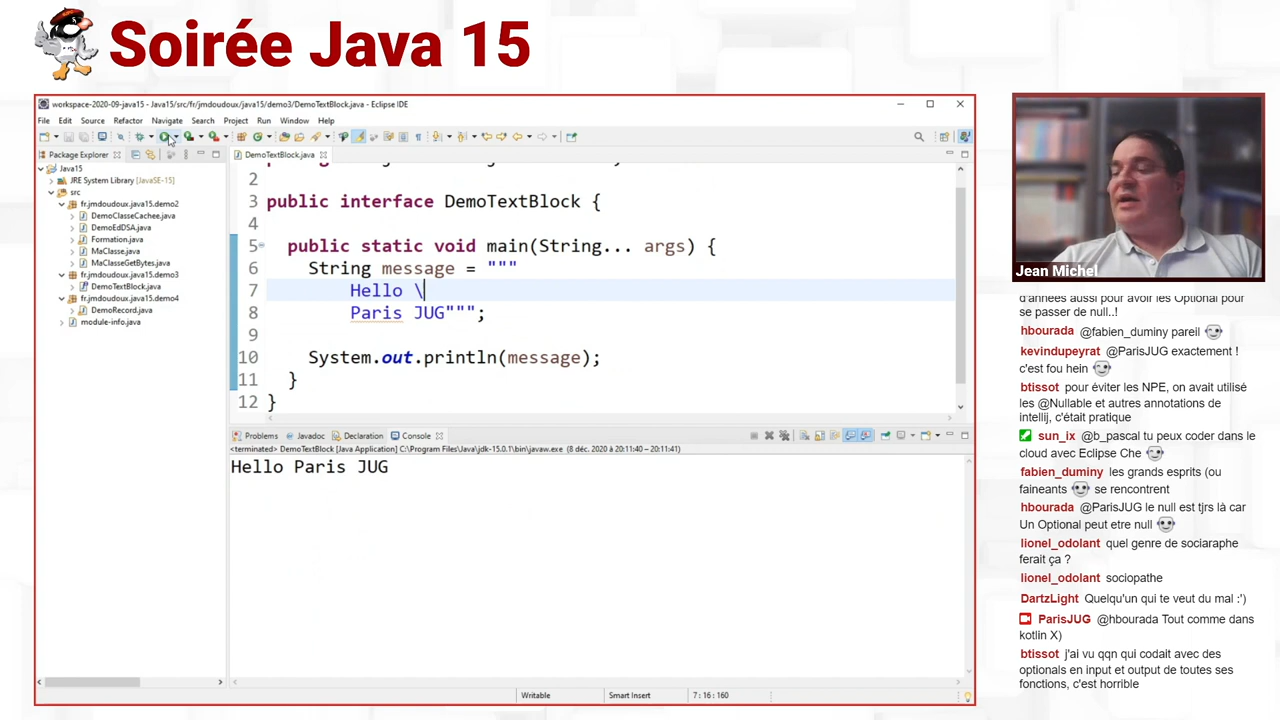 Soirée Java 15
workspace-2020-09-java15 - Java15/src/fr/jmdoudoux/java15/demo3/DemoTextBlock.java - Eclipse IDE
File Edit Source Refactor Navigate Search Project Run Window Help
Package Explorer
DemoTextBlock.java
Java15
JRE System Library [JavaSE-15]
src
fr.jmdoudoux.java15.demo2
DemoClasseCachee.java
DemoEdDSA.java
Formation.java
MaClasse.java
MaClasseGetBytes.java
fr.jmdoudoux.java15.demo3
DemoTextBlock.java
fr.jmdoudoux.java15.demo4
DemoRecord.java
module-info.java
2
3 public interface DemoTextBlock {
4
5 public static void main(String... args) {
6 String message = """
7 Hello \
8 Paris JUG""";
9
10 System.out.println(message);
11 }
12 }
Problems Javadoc Declaration Console
<terminated> DemoTextBlock [Java Application] C:\Program Files\Java\jdk-15.0.1\bin\javaw.exe (8 déc. 2020 à 20:11:40 – 20:11:41)
Hello Paris JUG
Writable Smart Insert 7 : 16 : 160
Jean Michel
d'années aussi pour avoir les Optional pour
se passer de null..!
hbourada @fabien_duminy pareil
kevindupeyrat @ParisJUG exactement !
c'est fou hein
btissot pour éviter les NPE, on avait utilisé
les @Nullable et autres annotations de
intellij, c'était pratique
sun_ix @b_pascal tu peux coder dans le
cloud avec Eclipse Che
fabien_duminy les grands esprits (ou
faineants se rencontrent
hbourada @ParisJUG le null est tjrs là car
Un Optional peut etre null
lionel_odolant quel genre de sociaraphe
ferait ça ?
lionel_odolant sociopathe
DartzLight Quelqu'un qui te veut du mal :')
ParisJUG @hbourada Tout comme dans
kotlin X)
btissot j'ai vu qqn qui codait avec des
optionals en input et output de toutes ses
fonctions, c'est horrible